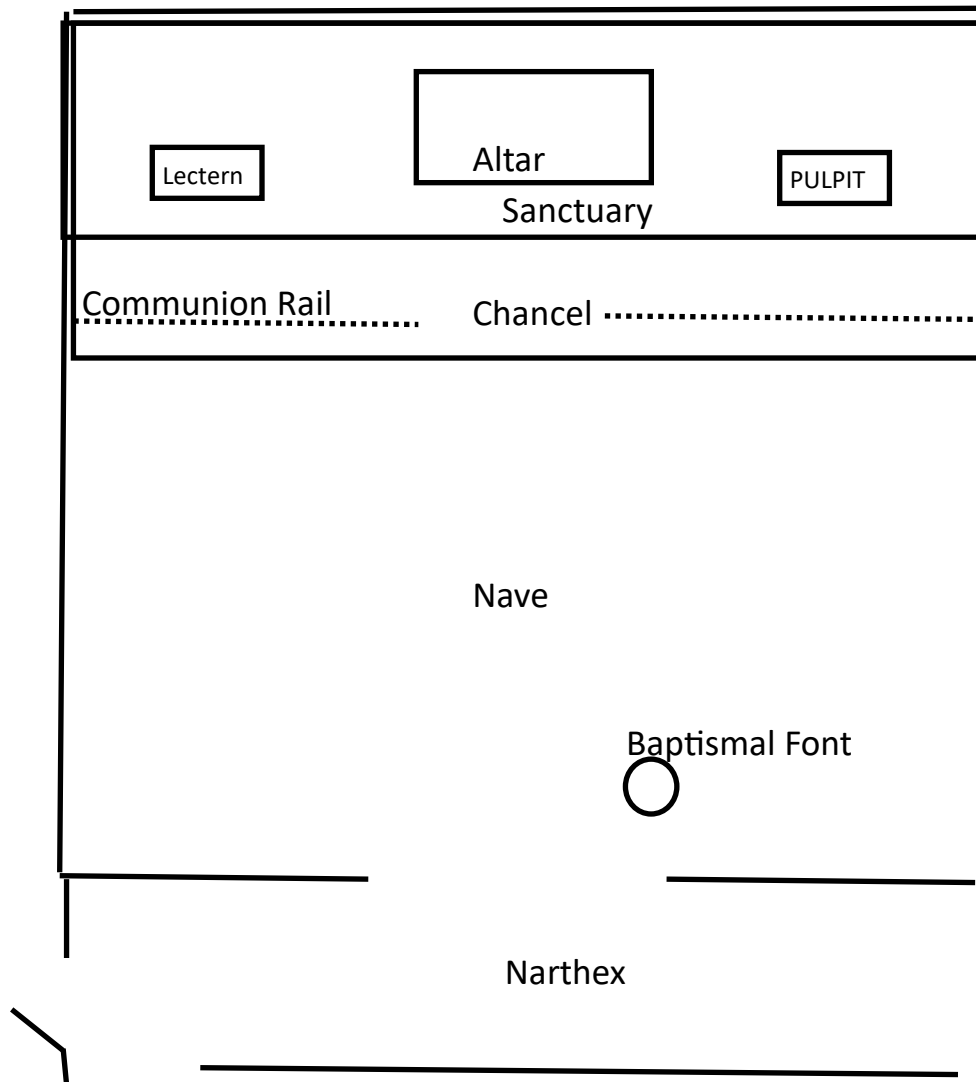 Altar
Lectern
PULPIT
Sanctuary
Communion Rail
Chancel
Nave
Baptismal Font
Narthex